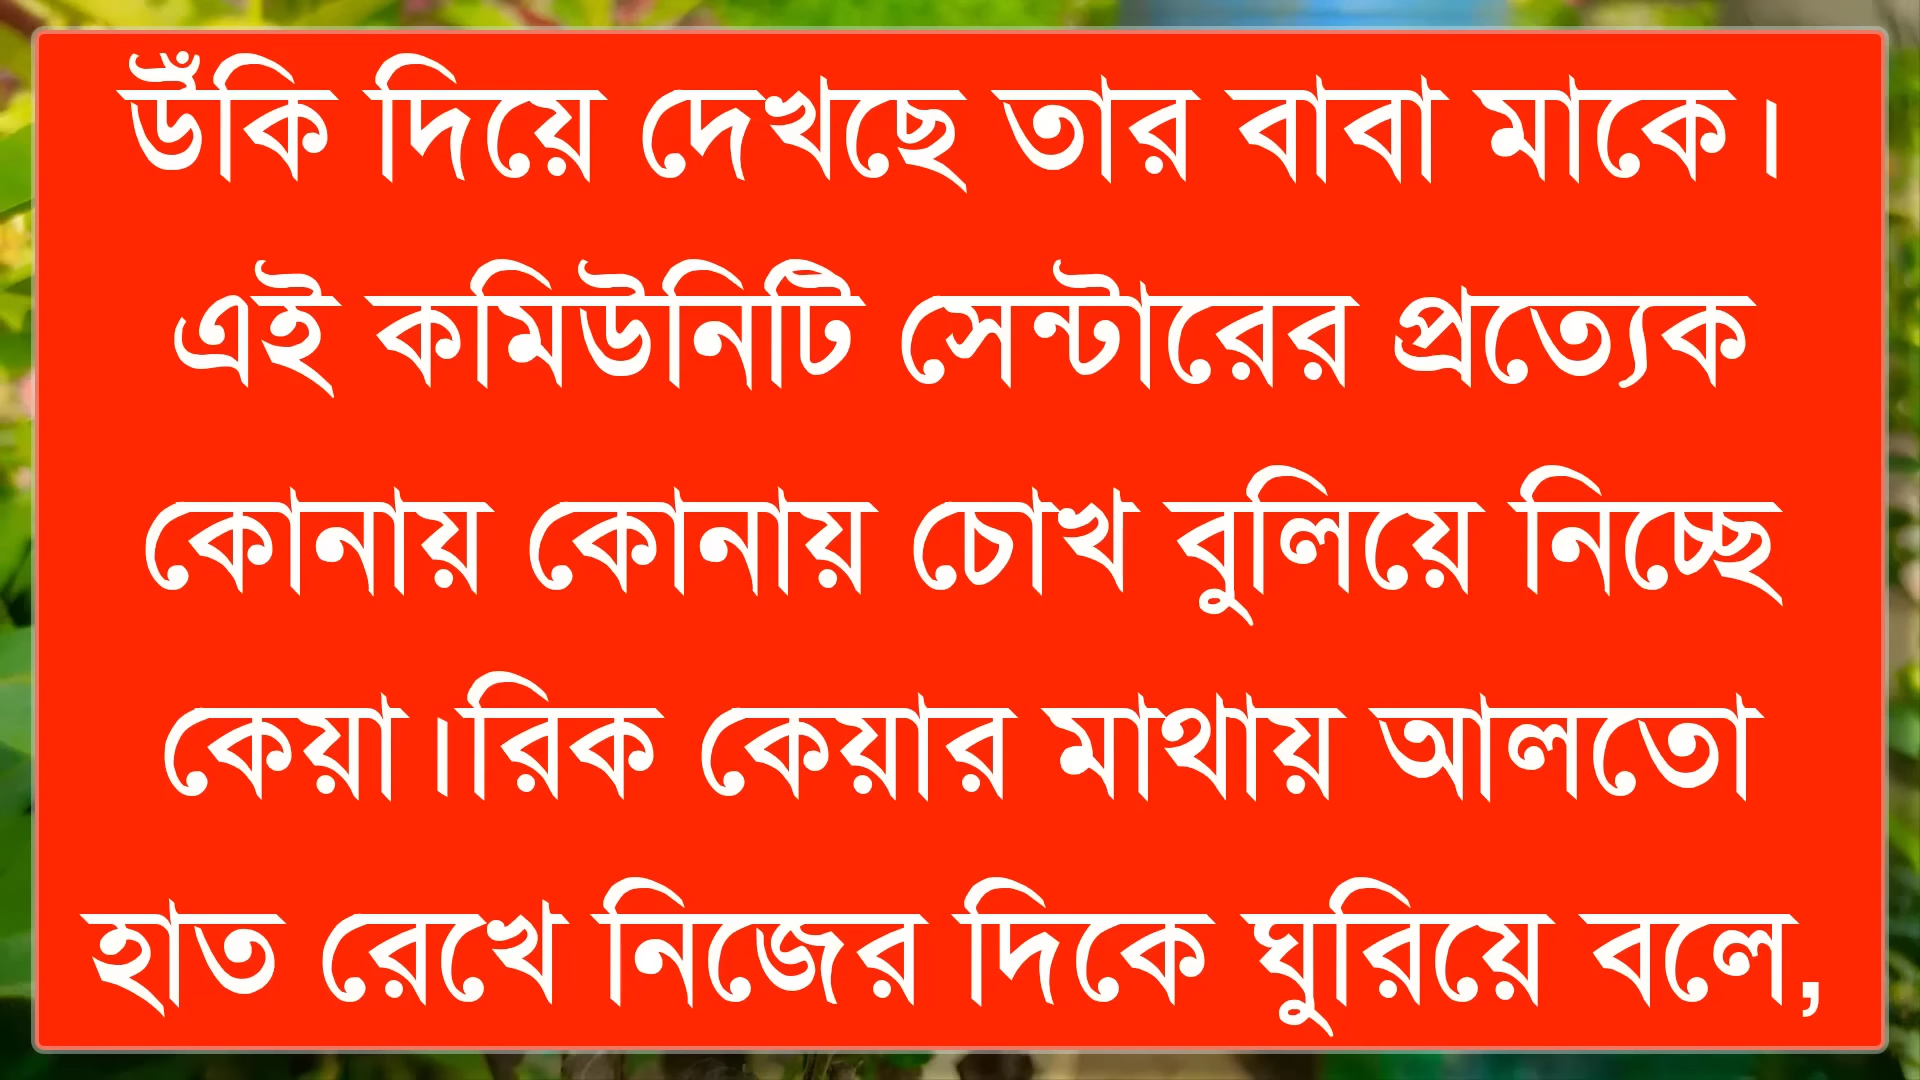 উঁকি দিয়ে দেখছে তার বাবা মাকে।
এই কমিউনিটি সেন্টারের প্রত্যেক
কোনায় কোনায় চোখ বুলিয়ে নিচ্ছে
কেয়া।রিক কেয়ার মাথায় আলতো
হাত রেখে নিজের দিকে ঘুরিয়ে বলে,